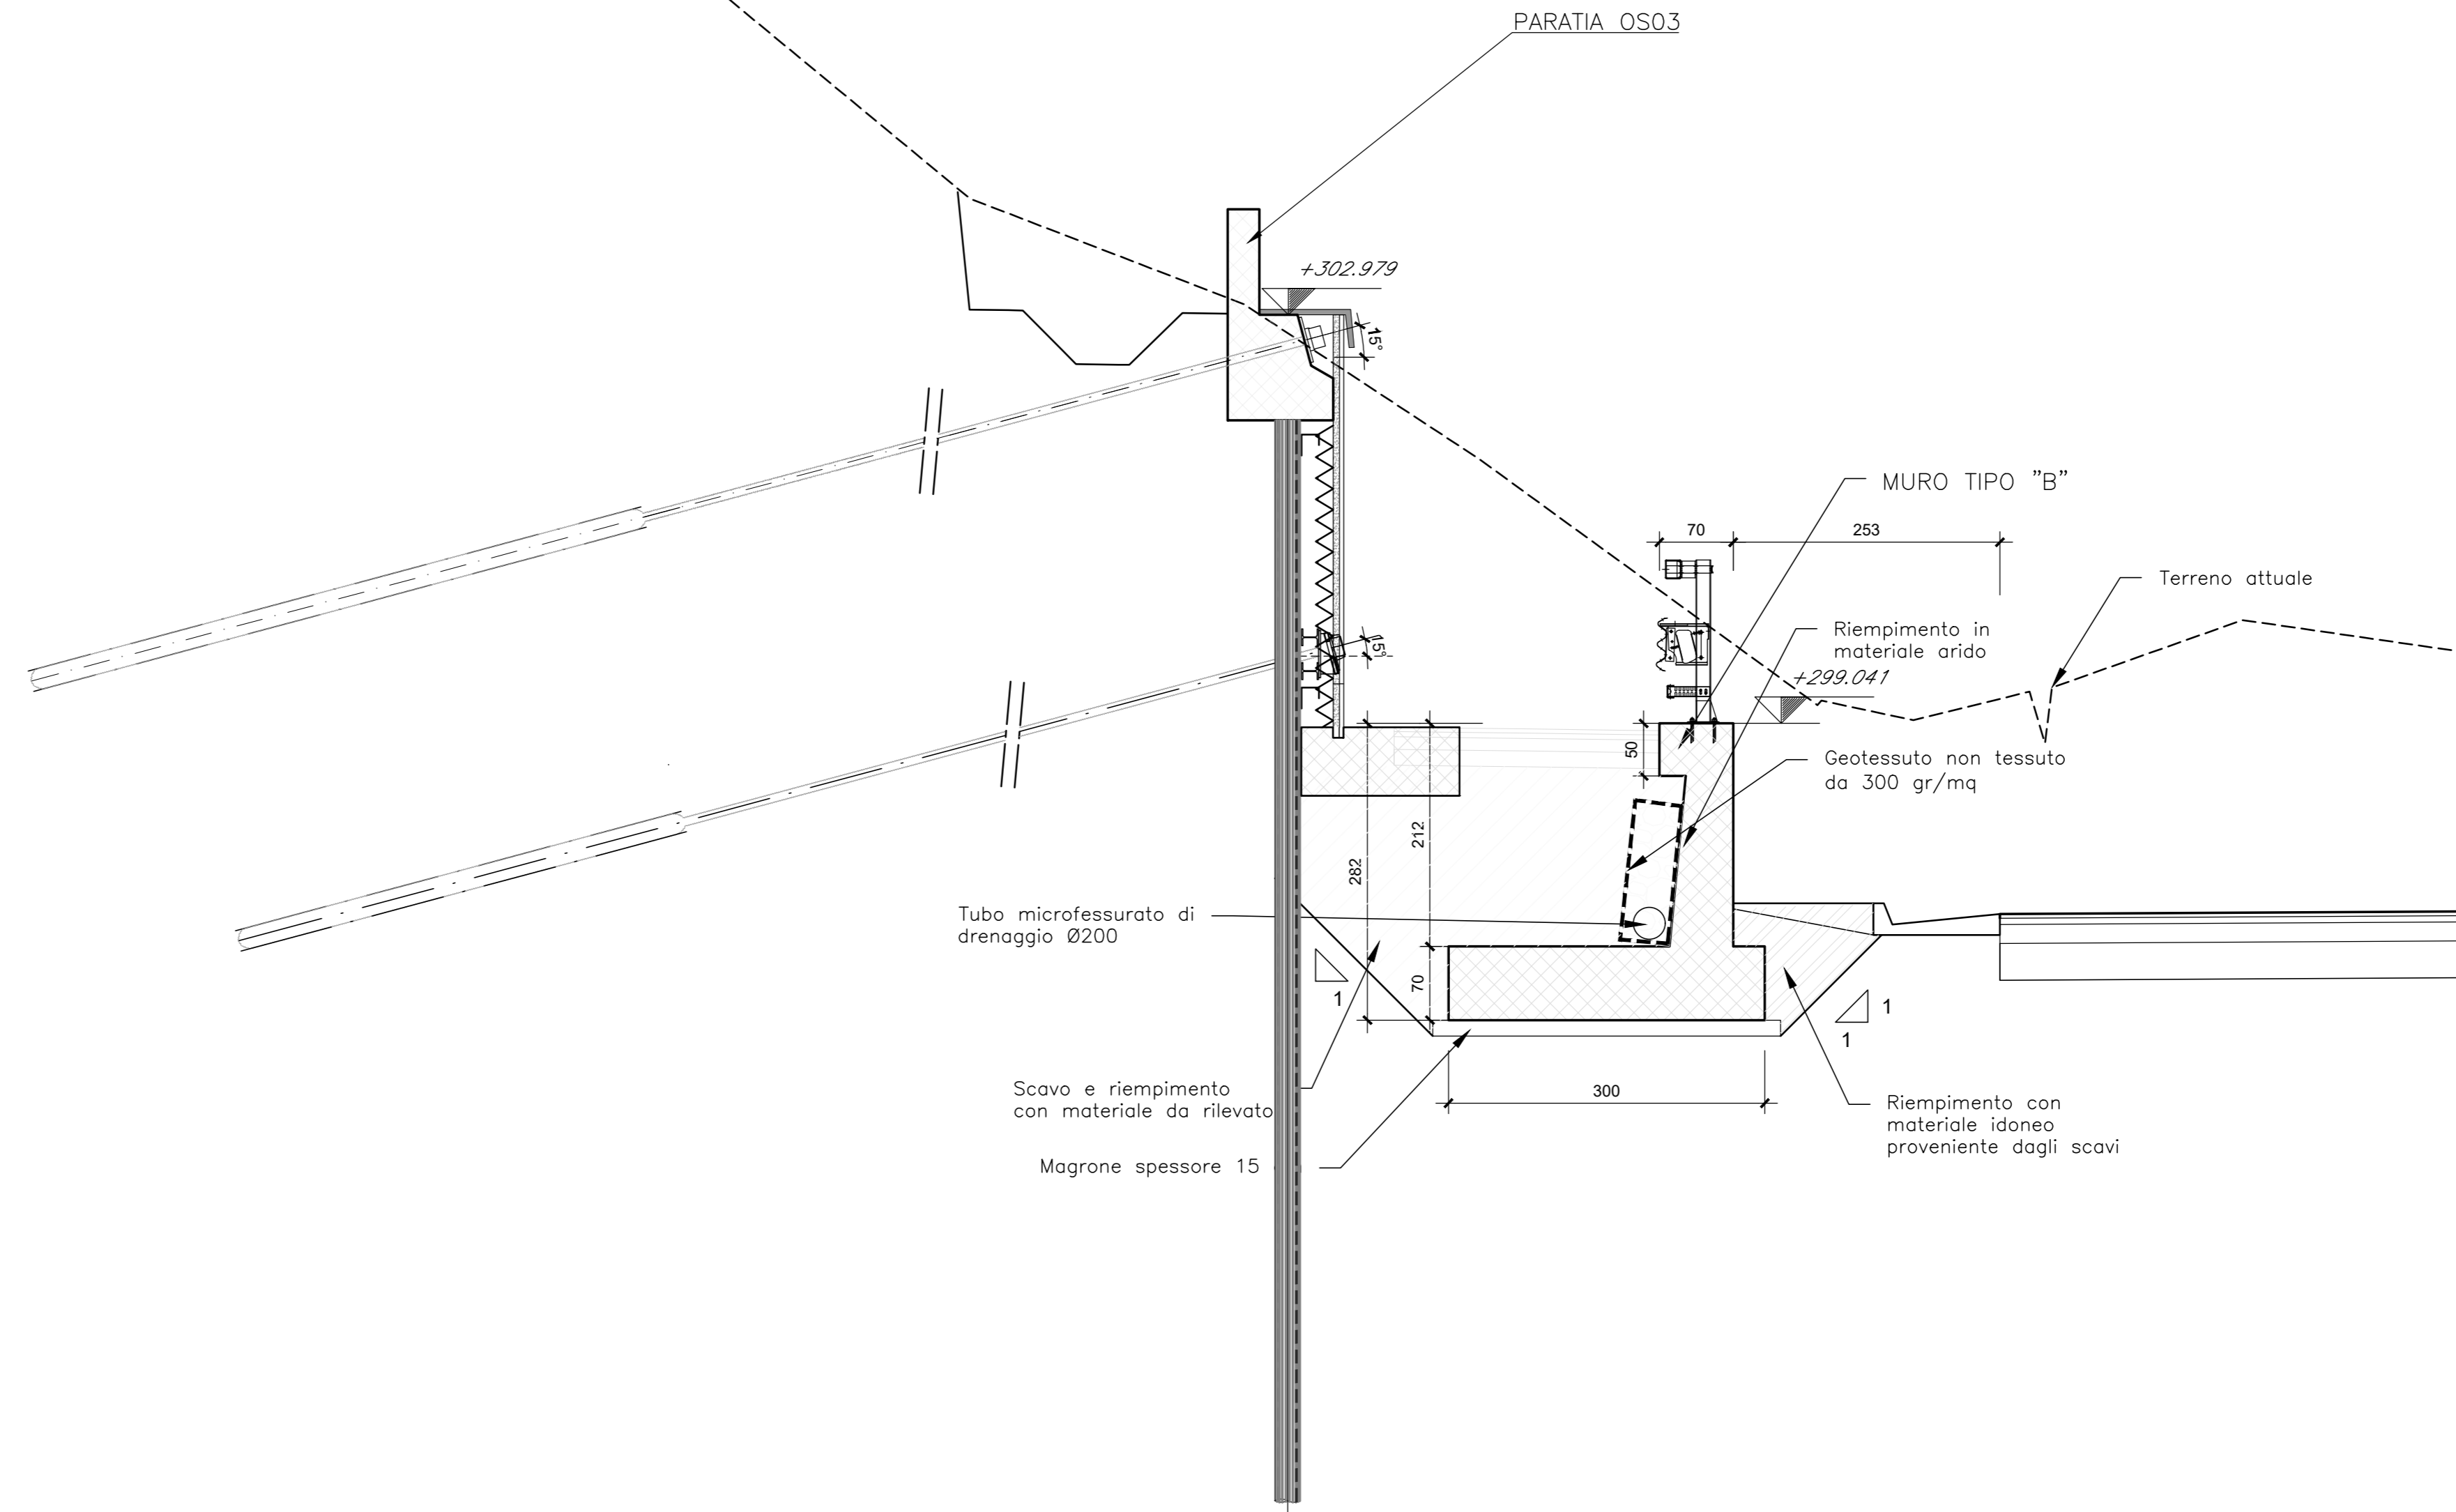 PARATIA OS03
+302.979
15°
MURO TIPO "B"
70
253
Terreno attuale
Riempimento in
materiale arido
15°
+299.041
50
Geotessuto non tessuto
da 300 gr/mq
212
282
Tubo microfessurato di
drenaggio Ø200
70
1
1
1
Scavo e riempimento
con materiale da rilevato
300
Riempimento con
materiale idoneo
proveniente dagli scavi
Magrone spessore 15